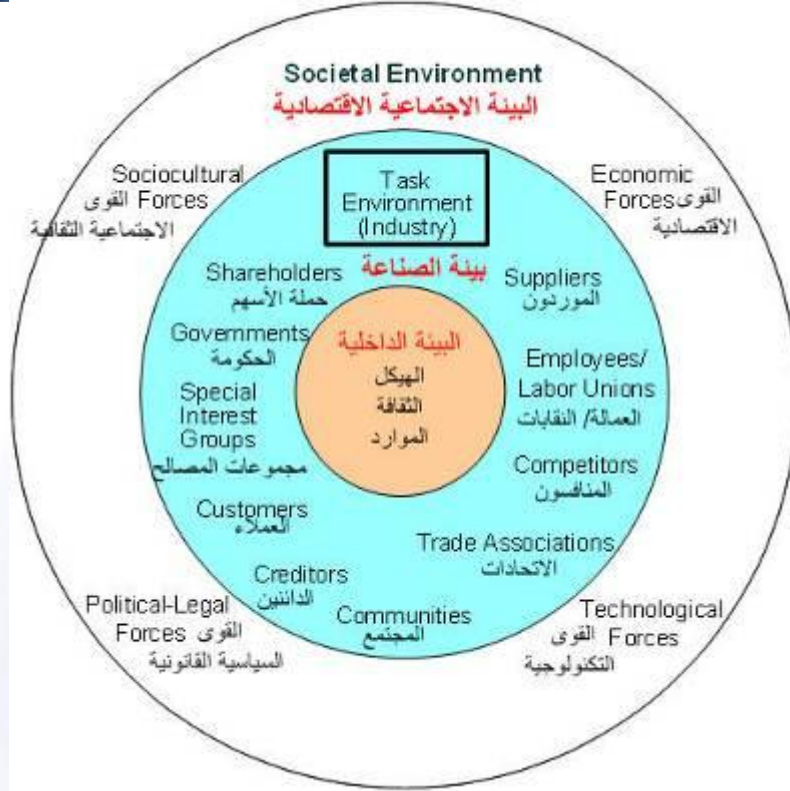 Societal Environment
البيئة الاجتماعية الاقتصادية
Sociocultural
Forces القوى
الاجتماعية الثقافية
Economic
Forces القوى
الاقتصادية
Task
Environment
(Industry)
بيئة الصناعة
Shareholders
حملة الأسهم
Governments
الحكومة
Special
Interest
Groups
مجموعات المصالح
Customers
العملاء
Creditors
الدائنين
Communities
المجتمع
Suppliers
الموردون
Employees/
Labor Unions
العمالة/ النقابات
Competitors
المنافسون
Trade Associations
الاتحادات
البيئة الداخلية
الهيكل
الثقافة
الموارد
Political-Legal
Forces القوى
السياسية القانونية
Technological
Forces القوى
التكنولوجية